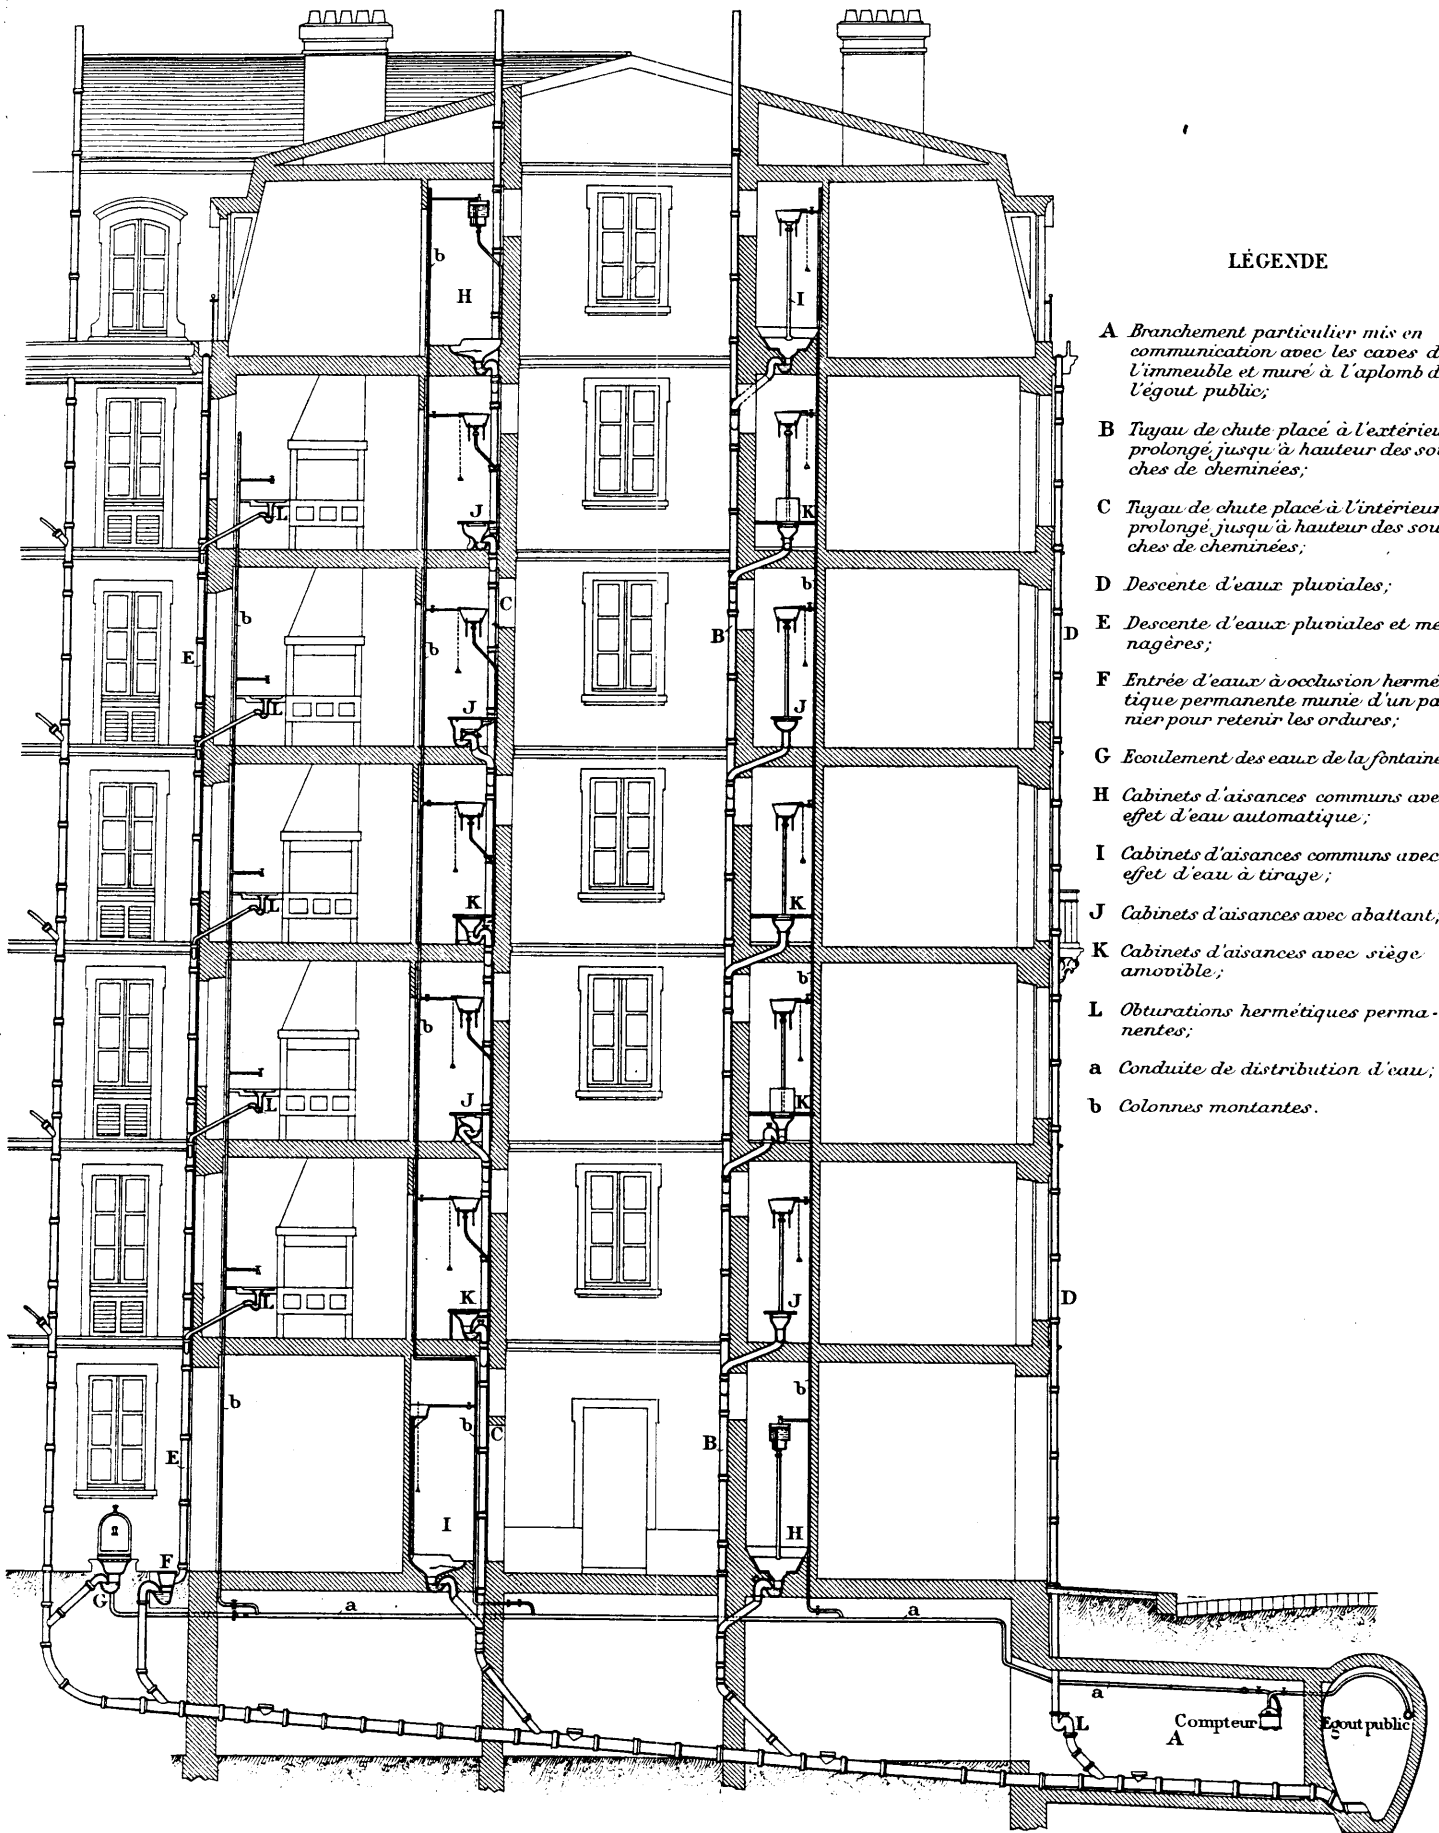 LÉGENDE
A Branchement particulier mis en
communication avec les caves d
l'immeuble et muré à l'aplomb d
l'égout public;
B Tuyau de chute placé à l'extérieu
prolongé jusqu'à hauteur des sou
ches de cheminées;
C Tuyau de chute placé à l'intérieur
prolongé jusqu'à hauteur des sou
ches de cheminées;
D Descente d'eaux pluviales;
E Descente d'eaux pluviales et mé
nagères;
F Entrée d'eaux à occlusion hermé
tique permanente munie d'un pa
nier pour retenir les ordures;
G Ecoulement des eaux de la fontaine
H Cabinets d'aisances communs ave
effet d'eau automatique;
I Cabinets d'aisances communs avec
effet d'eau à tirage;
J Cabinets d'aisances avec abattant;
K Cabinets d'aisances avec siège
amovible;
L Obturations hermétiques perma-
nentes;
a Conduite de distribution d'eau;
b Colonnes montantes.
b
H
I
L
J
K
b
C
b
B
D
E
b
L
J
J
L
K
K
b
b
L
J
K
L
K
J
D
b
b
C
B
b
E
I
H
F
G
a
a
a
L
Compteur
A
Egout public